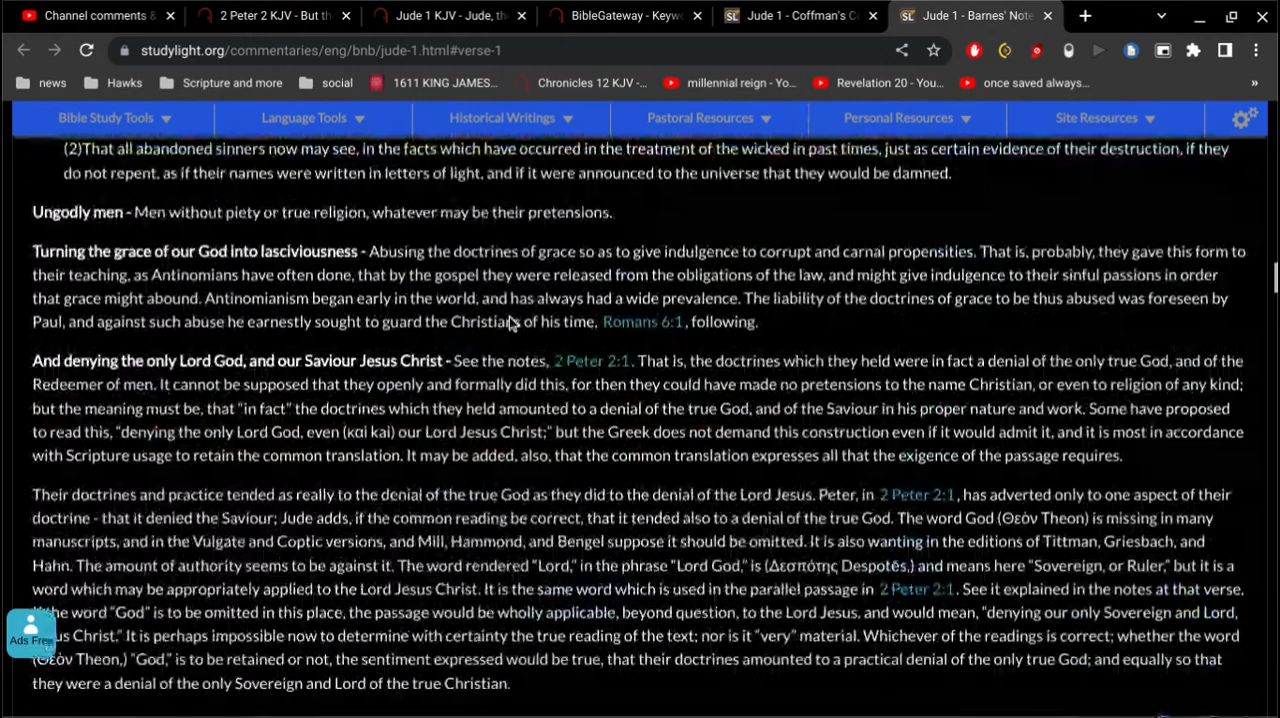 Channel comments &
2 Peter 2 KJV - But th
Jude 1 KJV - Jude, the
BibleGateway - Keyw
Jude 1 - Coffman's C
Jude 1 - Barnes' Note
studylight.org/commentaries/eng/bnb/jude-1.html#verse-1
news
Hawks
Scripture and more
social
1611 KING JAMES...
Chronicles 12 KJV -...
millennial reign - Yo...
Revelation 20 - You...
once saved always...
»
Bible Study Tools
Language Tools
Historical Writings
Pastoral Resources
Personal Resources
Site Resources
(2)That all abandoned sinners now may see, in the facts which have occurred in the treatment of the wicked in past times, just as certain evidence of their destruction, if they
do not repent, as if their names were written in letters of light, and if it were announced to the universe that they would be damned.
Ungodly men - Men without piety or true religion, whatever may be their pretensions.
Turning the grace of our God into lasciviousness - Abusing the doctrines of grace so as to give indulgence to corrupt and carnal propensities. That is, probably, they gave this form to
their teaching, as Antinomians have often done, that by the gospel they were released from the obligations of the law, and might give indulgence to their sinful passions in order
that grace might abound. Antinomianism began early in the world, and has always had a wide prevalence. The liability of the doctrines of grace to be thus abused was foreseen by
Paul, and against such abuse he earnestly sought to guard the Christians of his time, Romans 6:1, following.
And denying the only Lord God, and our Saviour Jesus Christ - See the notes, 2 Peter 2:1. That is, the doctrines which they held were in fact a denial of the only true God, and of the
Redeemer of men. It cannot be supposed that they openly and formally did this, for then they could have made no pretensions to the name Christian, or even to religion of any kind;
but the meaning must be, that "in fact" the doctrines which they held amounted to a denial of the true God, and of the Saviour in his proper nature and work. Some have proposed
to read this, "denying the only Lord God, even (καί kai) our Lord Jesus Christ;" but the Greek does not demand this construction even if it would admit it, and it is most in accordance
with Scripture usage to retain the common translation. It may be added, also, that the common translation expresses all that the exigence of the passage requires.
Their doctrines and practice tended as really to the denial of the true God as they did to the denial of the Lord Jesus. Peter, in 2 Peter 2:1, has adverted only to one aspect of their
doctrine - that it denied the Saviour; Jude adds, if the common reading be correct, that it tended also to a denial of the true God. The word God (Θεὸν Theon) is missing in many
manuscripts, and in the Vulgate and Coptic versions, and Mill, Hammond, and Bengel suppose it should be omitted. It is also wanting in the editions of Tittman, Griesbach, and
Hahn. The amount of authority seems to be against it. The word rendered "Lord," in the phrase "Lord God," is (Δεσπότης Despotēs,) and means here "Sovereign, or Ruler," but it is a
word which may be appropriately applied to the Lord Jesus Christ. It is the same word which is used in the parallel passage in 2 Peter 2:1. See it explained in the notes at that verse.
the word "God" is to be omitted in this place, the passage would be wholly applicable, beyond question, to the Lord Jesus, and would mean, "denying our only Sovereign and Lord,
us Christ." It is perhaps impossible now to determine with certainty the true reading of the text; nor is it "very" material. Whichever of the readings is correct; whether the word
(Θεὸν Theon,) "God," is to be retained or not, the sentiment expressed would be true, that their doctrines amounted to a practical denial of the only true God; and equally so that
they were a denial of the only Sovereign and Lord of the true Christian.
Ads Free